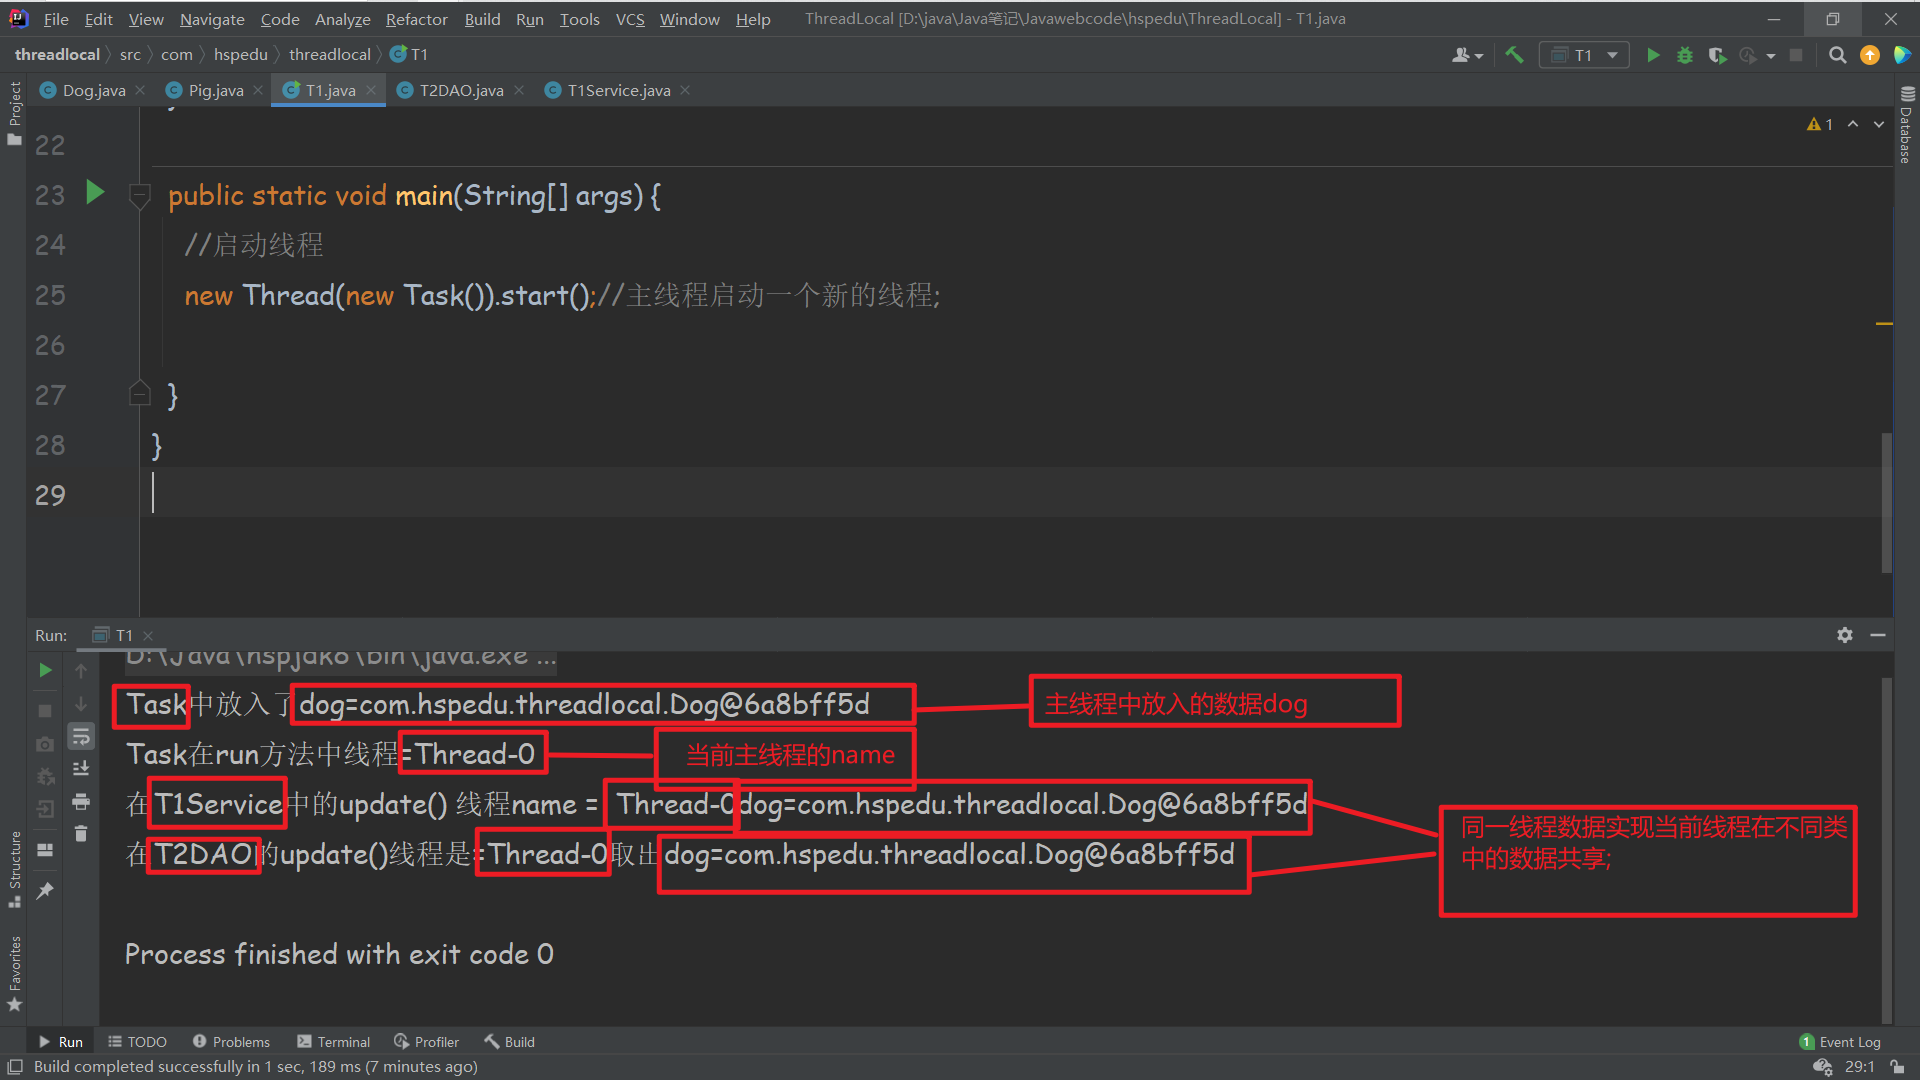 File Edit View Navigate Code Analyze Refactor Build Run Tools VCS Window Help ThreadLocal [D:\java\Java笔记\Javawebcode\hspedu\ThreadLocal] - T1.java
threadlocal src com hspedu threadlocal T1
T1
Project
Dog.java Pig.java T1.java T2DAO.java T1Service.java
Database
1
22
23 public static void main(String[] args) {
24 //启动线程
25 new Thread(new Task()).start();//主线程启动一个新的线程;
26
27 }
28 }
29
Run: T1
D:\Java\hspjdk8\bin\java.exe ...
Task中放入了dog=com.hspedu.threadlocal.Dog@6a8bff5d
主线程中放入的数据dog
Task在run方法中线程=Thread-0
当前主线程的name
在T1Service中的update() 线程name = Thread-0dog=com.hspedu.threadlocal.Dog@6a8bff5d
在T2DAO的update()线程是=Thread-0取出dog=com.hspedu.threadlocal.Dog@6a8bff5d
同一线程数据实现当前线程在不同类
中的数据共享;
Process finished with exit code 0
Structure
Favorites
Run TODO Problems Terminal Profiler Build 1 Event Log
Build completed successfully in 1 sec, 189 ms (7 minutes ago) 29:1